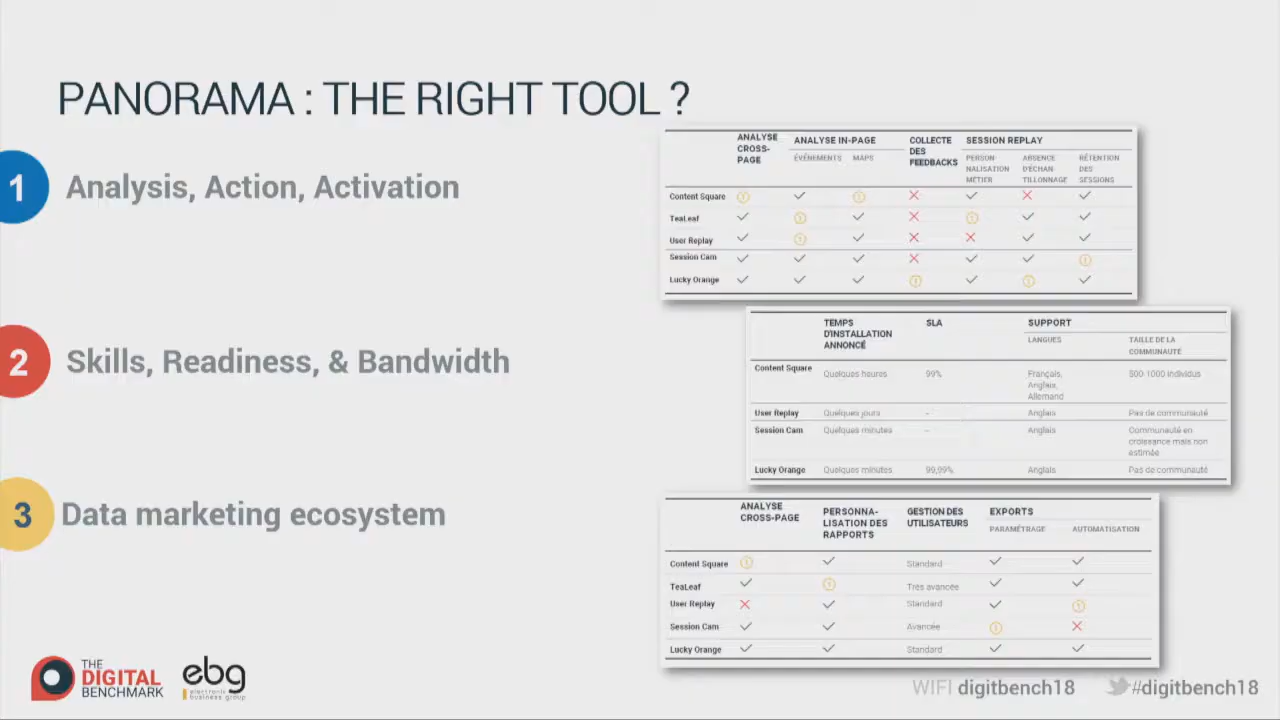 PANORAMA : THE RIGHT TOOL ?
1 Analysis, Action, Activation
2 Skills, Readiness, & Bandwidth
3 Data marketing ecosystem
ANALYSE CROSS-PAGE
ANALYSE IN-PAGE
ÉVÉNEMENTS
MAPS
COLLECTE DES FEEDBACKS
SESSION REPLAY
PERSONNALISATION MÉTIER
ABSENCE D'ÉCHANTILLONNAGE
RÉTENTION DES SESSIONS
Content Square
TeaLeaf
User Replay
Session Cam
Lucky Orange
TEMPS D'INSTALLATION ANNONCÉ
SLA
SUPPORT
LANGUES
TAILLE DE LA COMMUNAUTÉ
Content Square Quelques heures 99% Français, Anglais, Allemand 500-1000 individus
User Replay Quelques jours - Anglais Pas de communauté
Session Cam Quelques minutes - Anglais Communauté en croissance mais non estimée
Lucky Orange Quelques minutes 99,99% Anglais Pas de communauté
ANALYSE CROSS-PAGE
PERSONNA-LISATION DES RAPPORTS
GESTION DES UTILISATEURS
EXPORTS
PARAMÉTRAGE
AUTOMATISATION
Content Square Standard
TeaLeaf Très avancée
User Replay Standard
Session Cam Avancée
Lucky Orange Standard
THE
DIGITAL
BENCHMARK
ebg
electronic
business group
WIFI digitbench18
#digitbench18